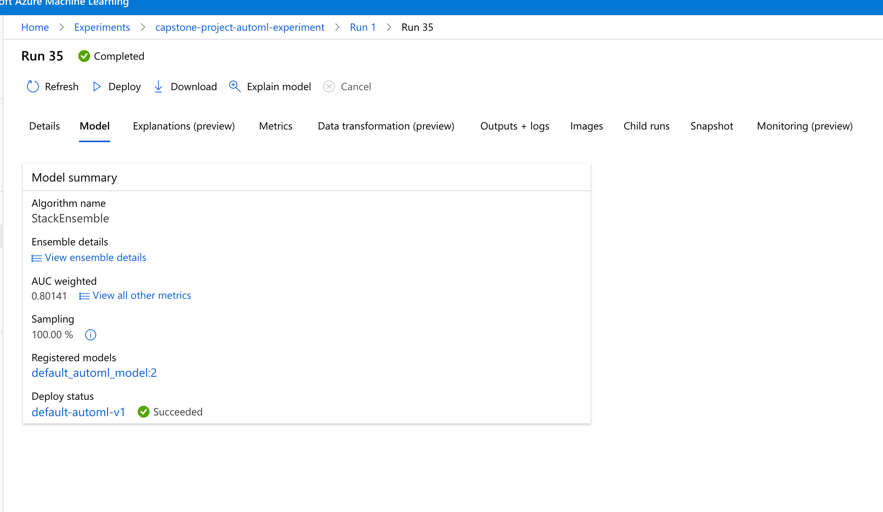 oft Azure Machine Learning
Home > Experiments > capstone-project-automl-experiment > Run 1 > Run 35
Run 35 Completed
Refresh Deploy Download Explain model Cancel
Details Model Explanations (preview) Metrics Data transformation (preview) Outputs + logs Images Child runs Snapshot Monitoring (preview)
Model summary
Algorithm name
StackEnsemble
Ensemble details
View ensemble details
AUC weighted
0.80141 View all other metrics
Sampling
100.00 %
Registered models
default_automl_model:2
Deploy status
default-automl-v1 Succeeded